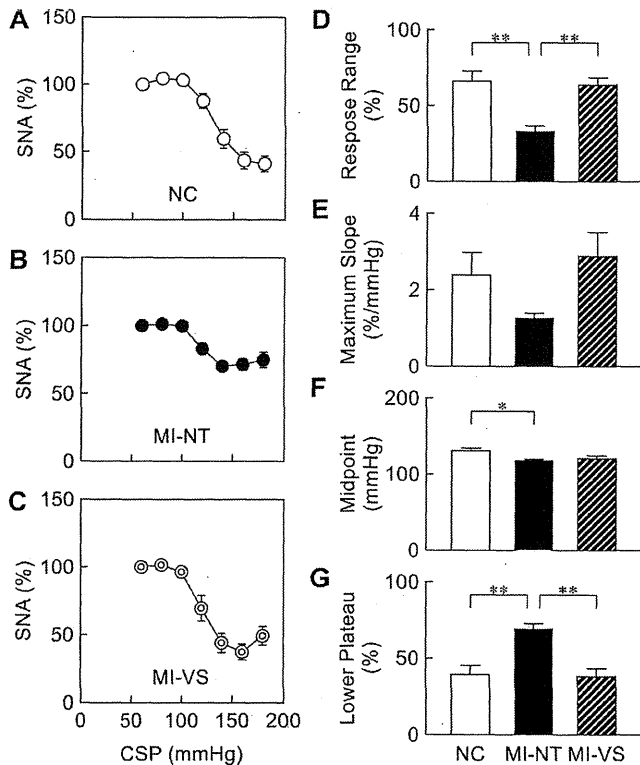 A
150
100
50
0
SNA (%)
NC
B
150
100
50
0
SNA (%)
MI-NT
C
150
100
50
0
SNA (%)
MI-VS
0 50 100 150 200
CSP (mmHg)
D
100
50
0
Respose Range
(%)
** **
E
4
2
0
Maximum Slope
(%/mmHg)
F
200
100
0
Midpoint
(mmHg)
*
G
100
50
0
Lower Plateau
(%)
** **
NC MI-NT MI-VS